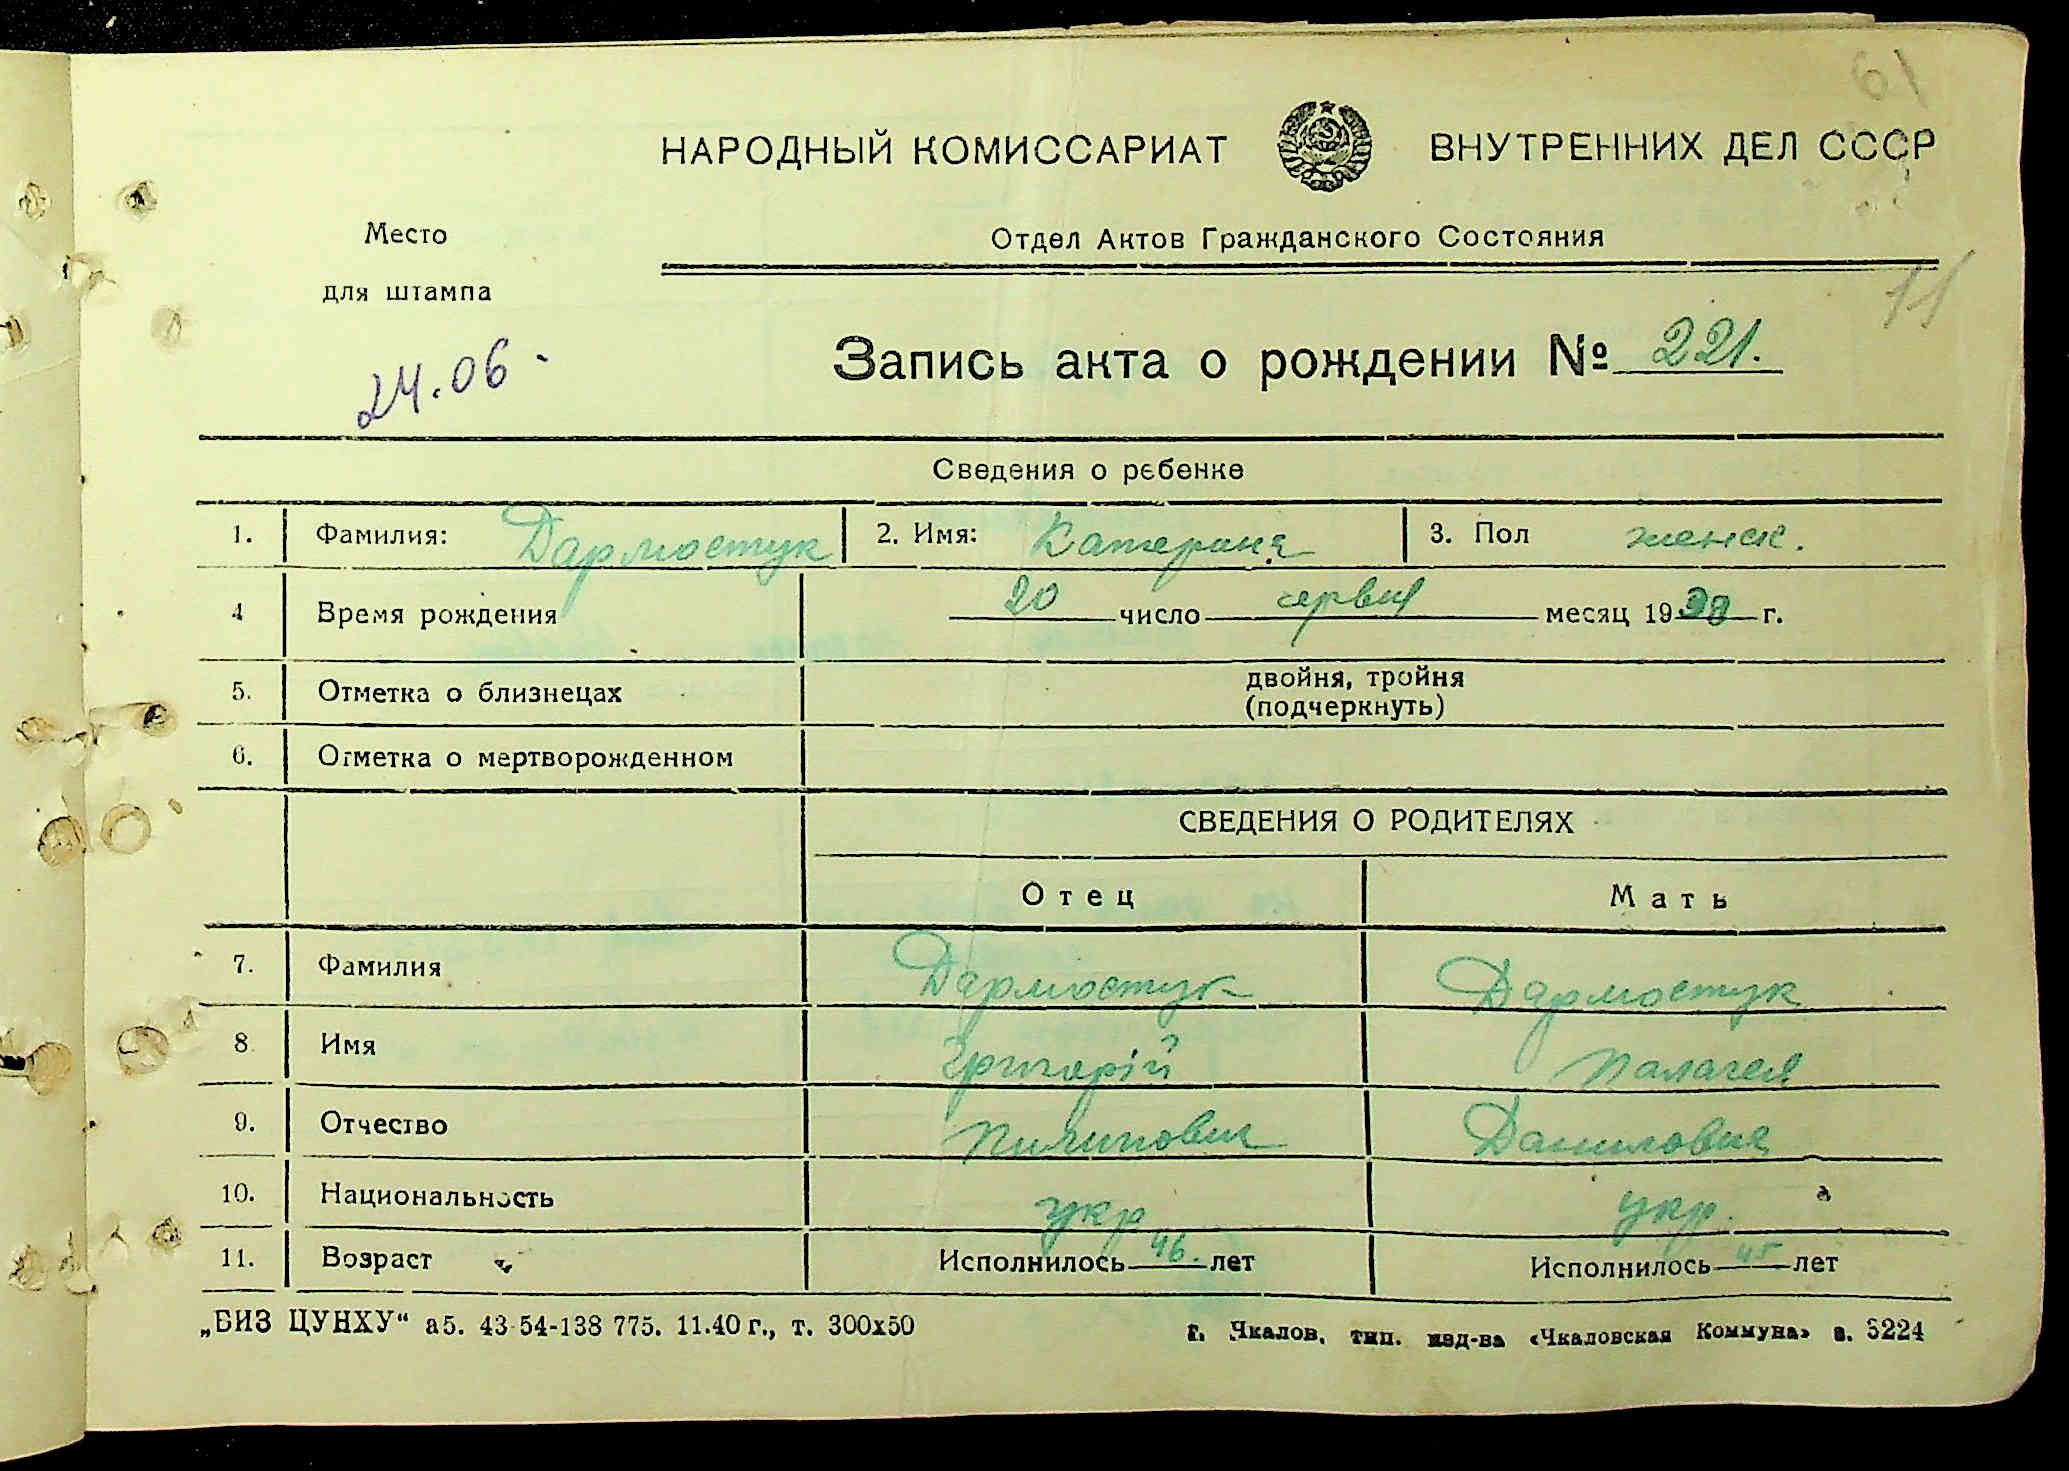 61
НАРОДНЫЙ КОМИССАРИАТ ВНУТРЕННИХ ДЕЛ СССР
Место
для штампа
Отдел Актов Гражданского Состояния
11
24.06
Запись акта о рождении № 221.
Сведения о ребенке
1. Фамилия: Дармостук 2. Имя: Катерина 3. Пол женск.
4 Время рождения 20 число червня месяц 1938 г.
5. Отметка о близнецах двойня, тройня
(подчеркнуть)
6. Отметка о мертворожденном
СВЕДЕНИЯ О РОДИТЕЛЯХ
Отец Мать
7. Фамилия Дармостук Дармостук
8 Имя Григорій Палагея
9. Отчество Пилипович Даниловна
10. Национальность укр укр.
11. Возраст Исполнилось 46. лет Исполнилось 45 лет
„БИЗ ЦУНХУ“ а5. 43-54-138 775. 11.40 г., т. 300х50 г. Чкалов, тип. изд-ва «Чкаловская Коммуна» з. 5224